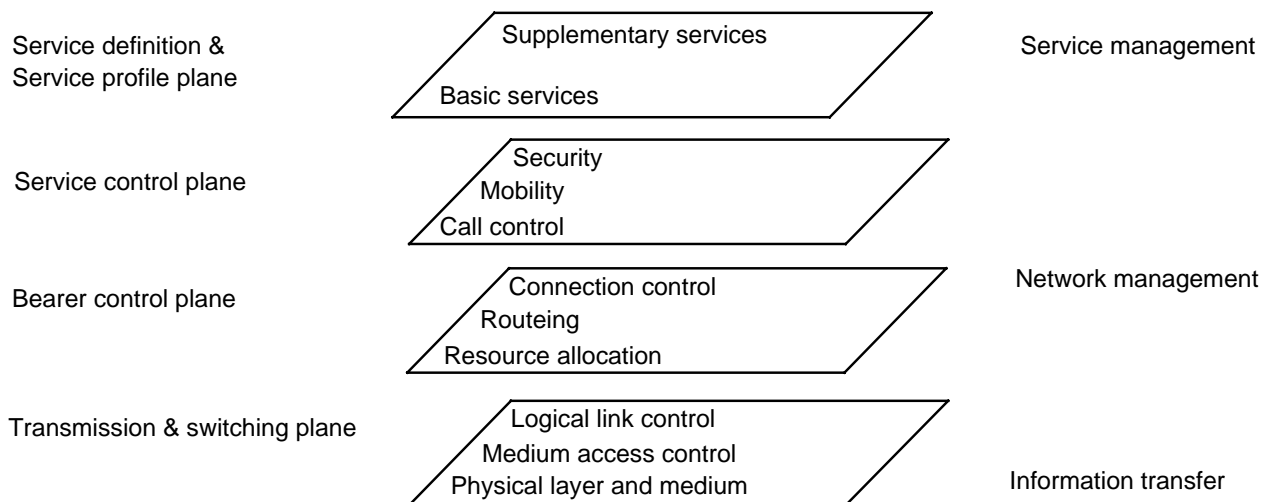 Service definition &
Service profile plane
Supplementary services
Basic services
Service management
Service control plane
Security
Mobility
Call control
Bearer control plane
Connection control
Routeing
Resource allocation
Network management
Transmission & switching plane
Logical link control
Medium access control
Physical layer and medium
Information transfer